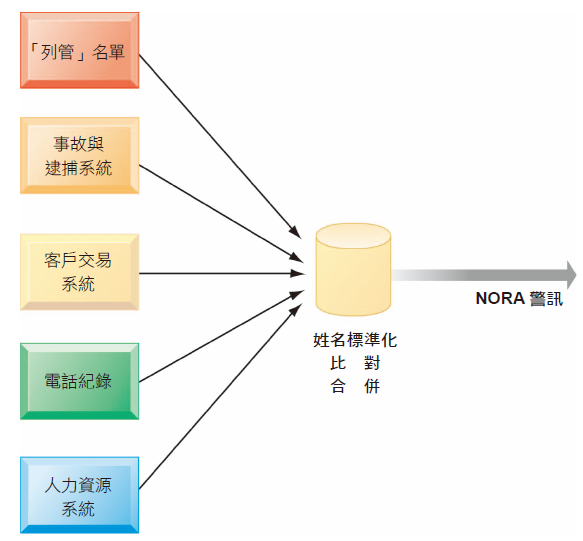 「列管」名單
事故與
逮捕系統
客戶交易
系統
電話紀錄
人力資源
系統
姓名標準化
比　對
合　併
NORA 警訊